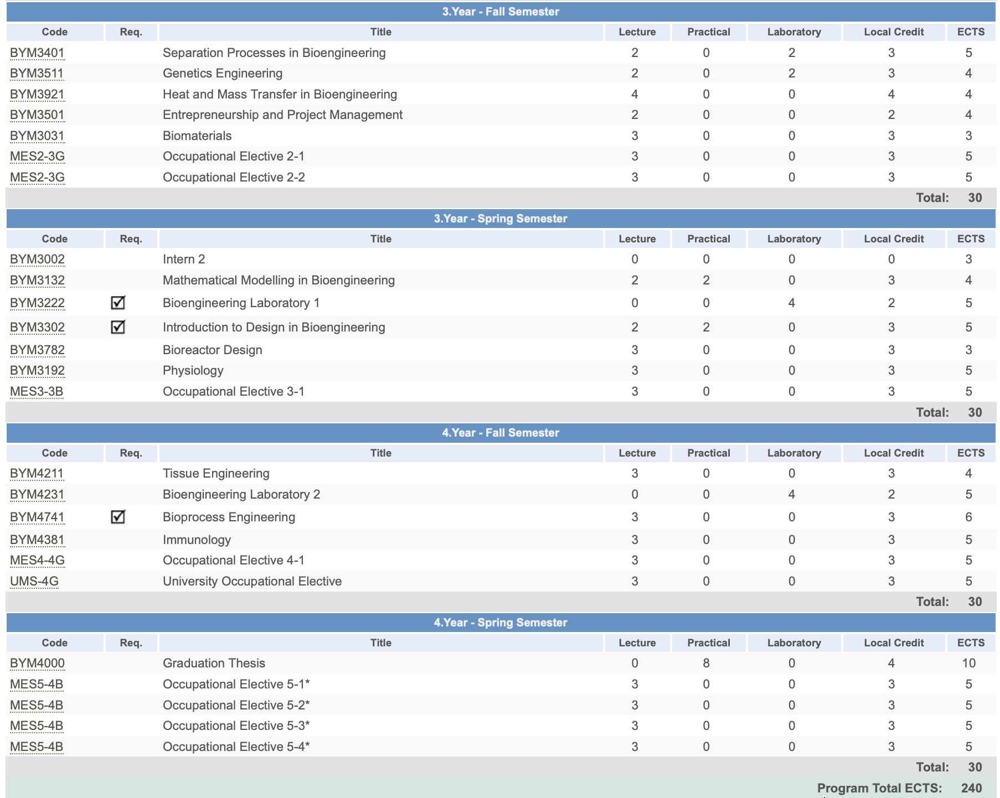 3.Year - Fall Semester
Code Req. Title Lecture Practical Laboratory Local Credit ECTS
BYM3401 Separation Processes in Bioengineering 2 0 2 3 5
BYM3511 Genetics Engineering 2 0 2 3 4
BYM3921 Heat and Mass Transfer in Bioengineering 4 0 0 4 4
BYM3501 Entrepreneurship and Project Management 2 0 0 2 4
BYM3031 Biomaterials 3 0 0 3 3
MES2-3G Occupational Elective 2-1 3 0 0 3 5
MES2-3G Occupational Elective 2-2 3 0 0 3 5
Total: 30
3.Year - Spring Semester
Code Req. Title Lecture Practical Laboratory Local Credit ECTS
BYM3002 Intern 2 0 0 0 0 3
BYM3132 Mathematical Modelling in Bioengineering 2 2 0 3 4
BYM3222 Bioengineering Laboratory 1 0 0 4 2 5
BYM3302 Introduction to Design in Bioengineering 2 2 0 3 5
BYM3782 Bioreactor Design 3 0 0 3 3
BYM3192 Physiology 3 0 0 3 5
MES3-3B Occupational Elective 3-1 3 0 0 3 5
Total: 30
4.Year - Fall Semester
Code Req. Title Lecture Practical Laboratory Local Credit ECTS
BYM4211 Tissue Engineering 3 0 0 3 4
BYM4231 Bioengineering Laboratory 2 0 0 4 2 5
BYM4741 Bioprocess Engineering 3 0 0 3 6
BYM4381 Immunology 3 0 0 3 5
MES4-4G Occupational Elective 4-1 3 0 0 3 5
UMS-4G University Occupational Elective 3 0 0 3 5
Total: 30
4.Year - Spring Semester
Code Req. Title Lecture Practical Laboratory Local Credit ECTS
BYM4000 Graduation Thesis 0 8 0 4 10
MES5-4B Occupational Elective 5-1* 3 0 0 3 5
MES5-4B Occupational Elective 5-2* 3 0 0 3 5
MES5-4B Occupational Elective 5-3* 3 0 0 3 5
MES5-4B Occupational Elective 5-4* 3 0 0 3 5
Total: 30
Program Total ECTS: 240